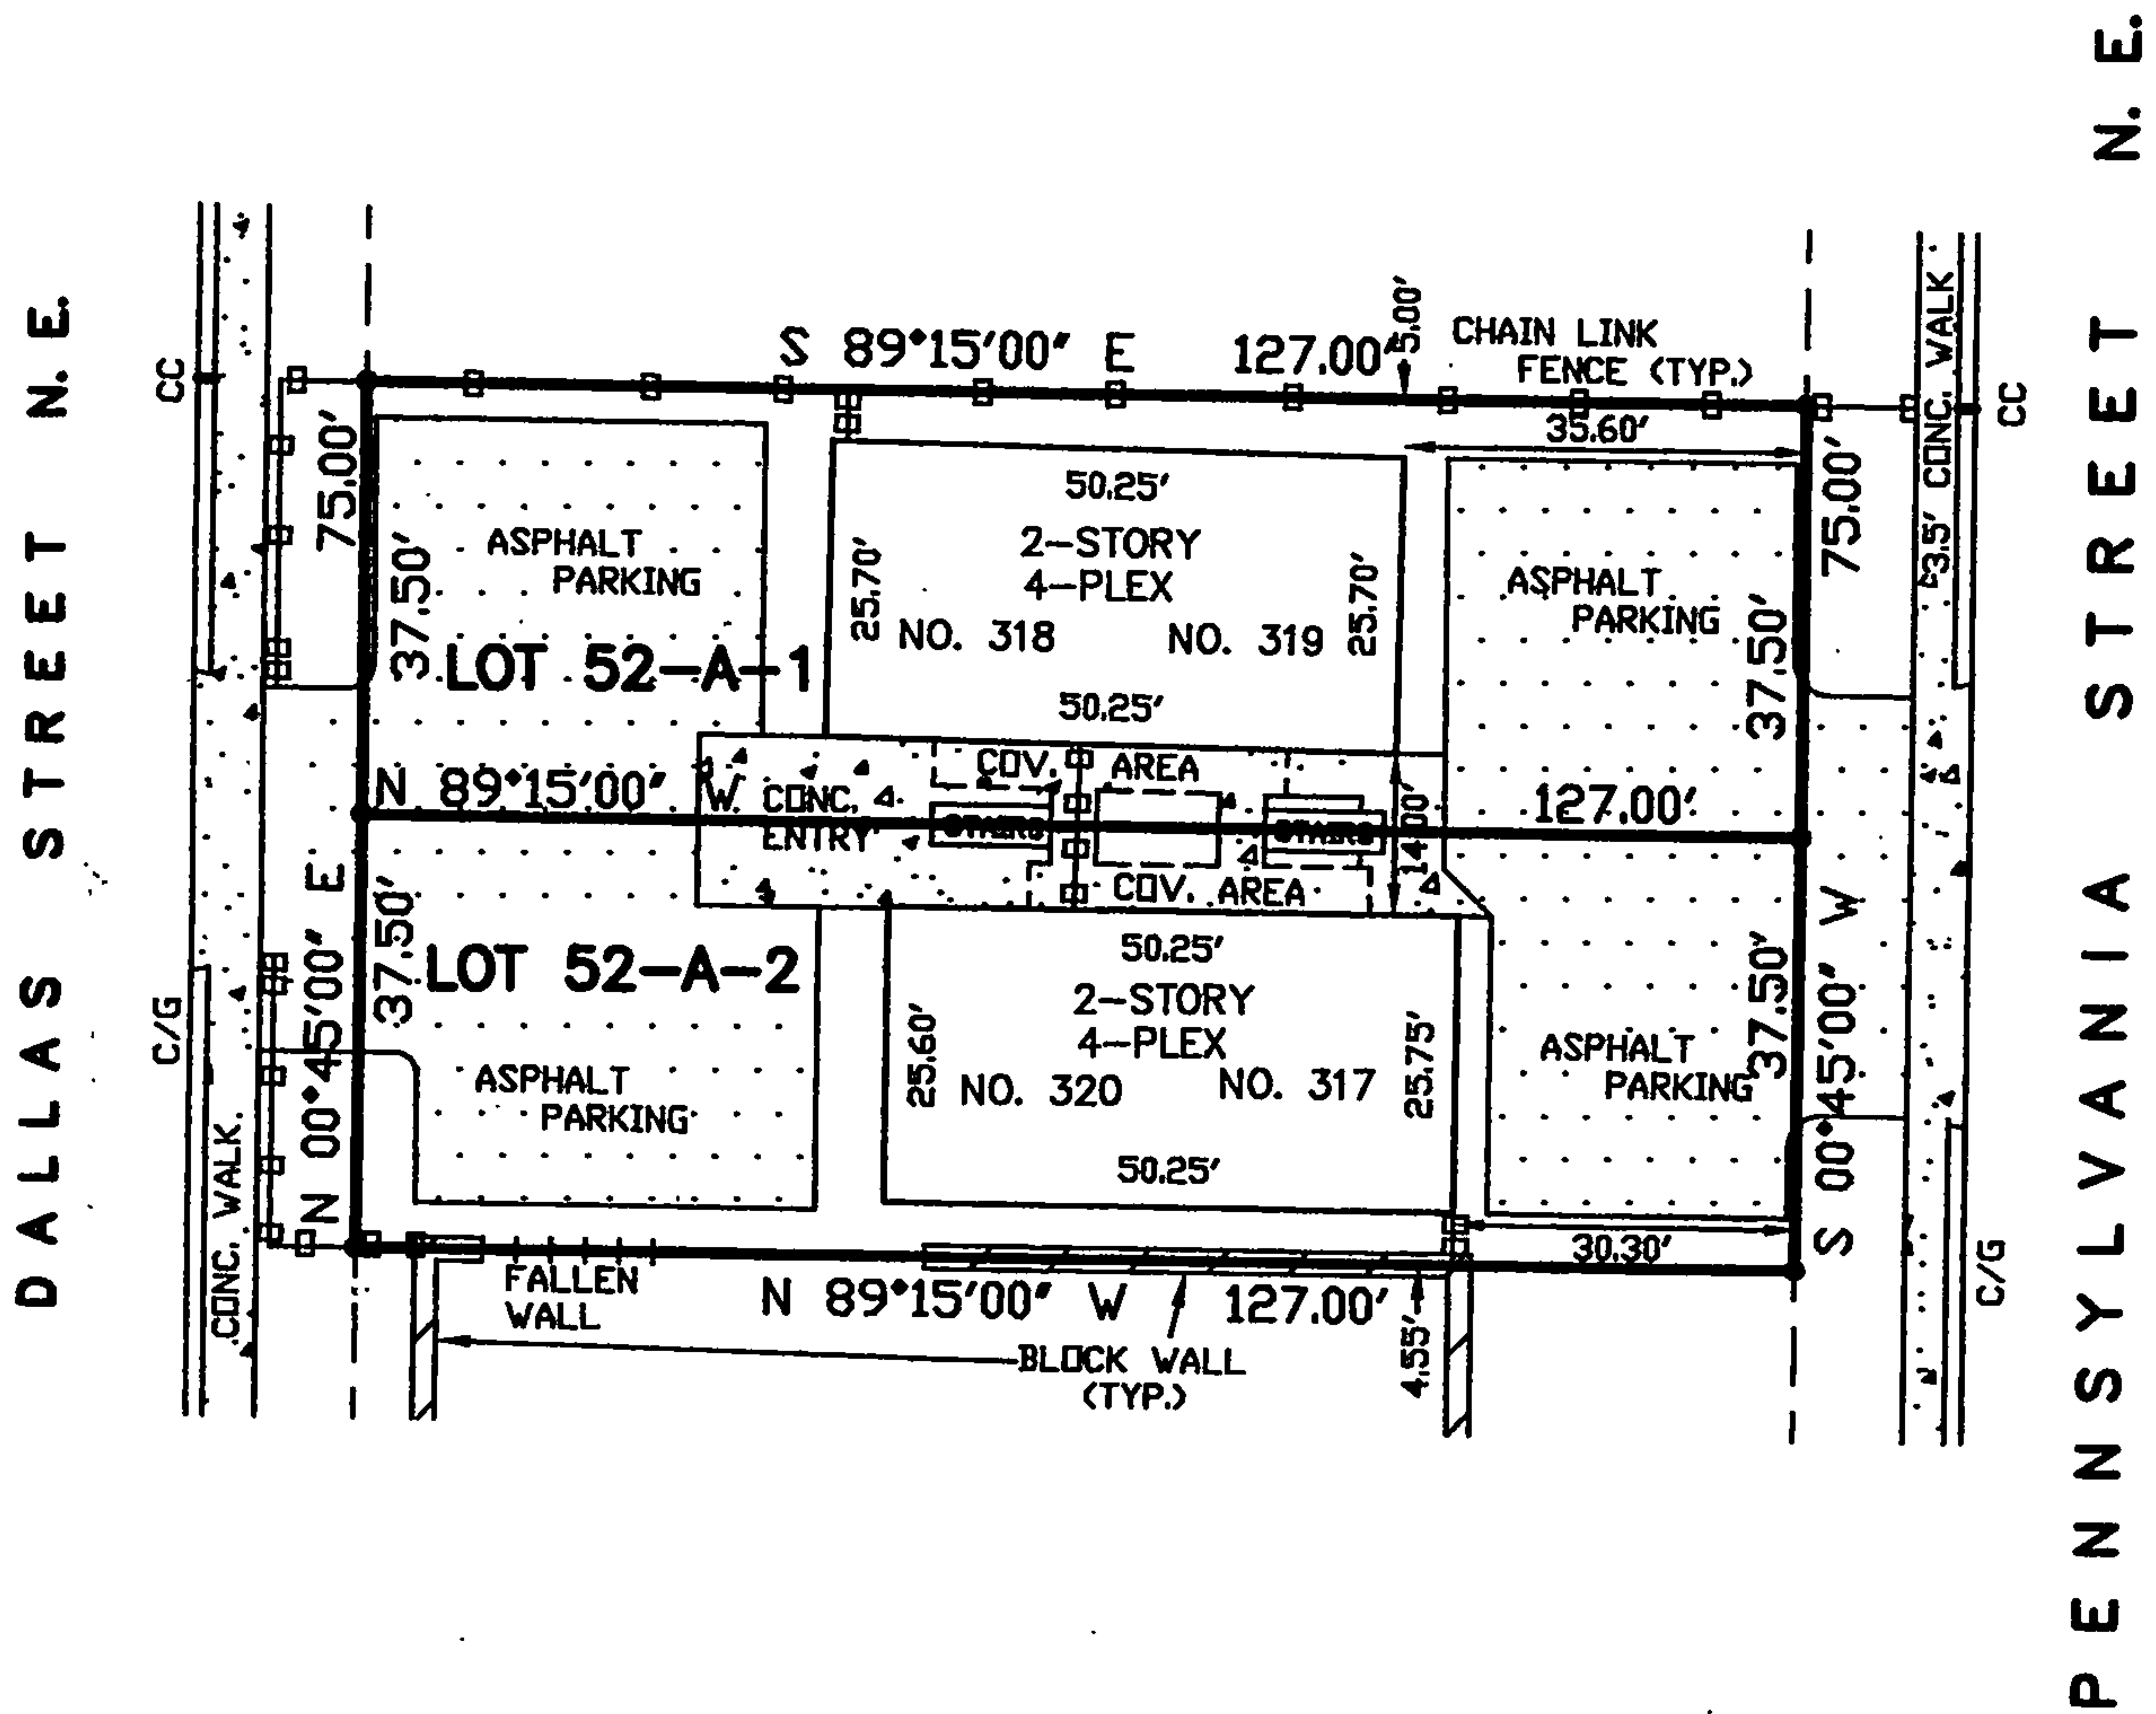 DALLAS STREET N.E.
PENNSYLVANIA STREET N.E.
CC
S 89°15'00" E 127.00'
5.00'
CHAIN LINK
FENCE (TYP.)
35.60'
CC
3.5' CONC. WALK
75.00'
37.50'
ASPHALT
PARKING
LOT 52-A-1
50.25'
2-STORY
4-PLEX
25.70'
25.70'
NO. 318 NO. 319
50.25'
ASPHALT
PARKING
37.50'
75.00'
COV. AREA
N 89°15'00" W 127.00'
CONC.
ENTRY
STAIRS
STAIRS
14.00'
COV. AREA
N 00°45'00" E
37.50'
LOT 52-A-2
50.25'
2-STORY
4-PLEX
25.60'
25.75'
NO. 320 NO. 317
50.25'
ASPHALT
PARKING
ASPHALT
PARKING
37.50'
S 00°45'00" W
C/G
CONC. WALK
30.30'
C/G
FALLEN
WALL
N 89°15'00" W 127.00'
4.55'
BLOCK WALL
(TYP.)